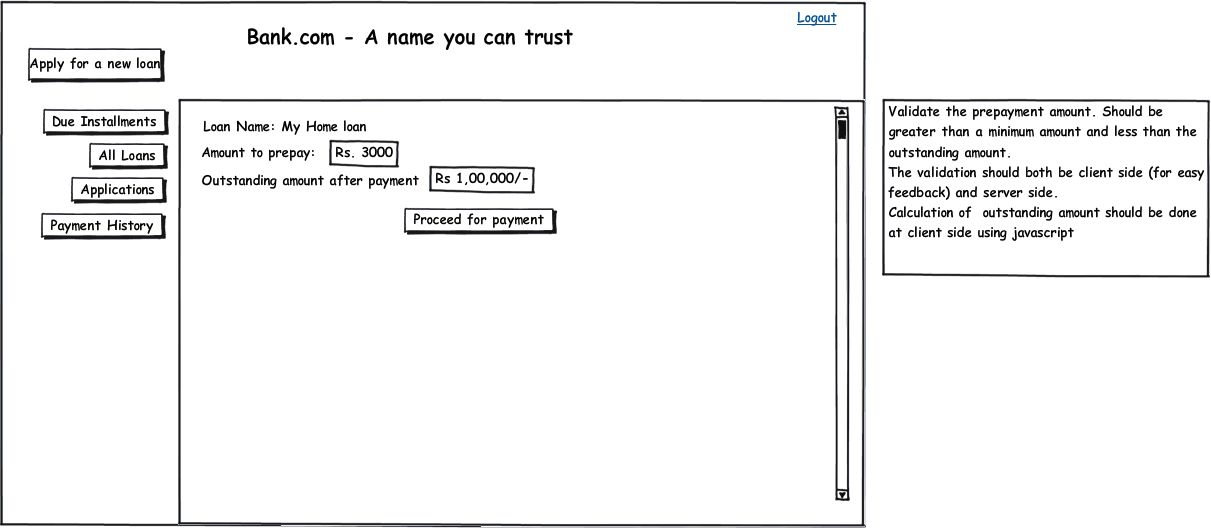 Logout
Bank.com - A name you can trust
Apply for a new loan
Due Installments
All Loans
Applications
Payment History
Loan Name: My Home loan
Amount to prepay: Rs. 3000
Outstanding amount after payment Rs 1,00,000/-
Proceed for payment
Validate the prepayment amount. Should be
greater than a minimum amount and less than the
outstanding amount.
The validation should both be client side (for easy
feedback) and server side.
Calculation of outstanding amount should be done
at client side using javascript